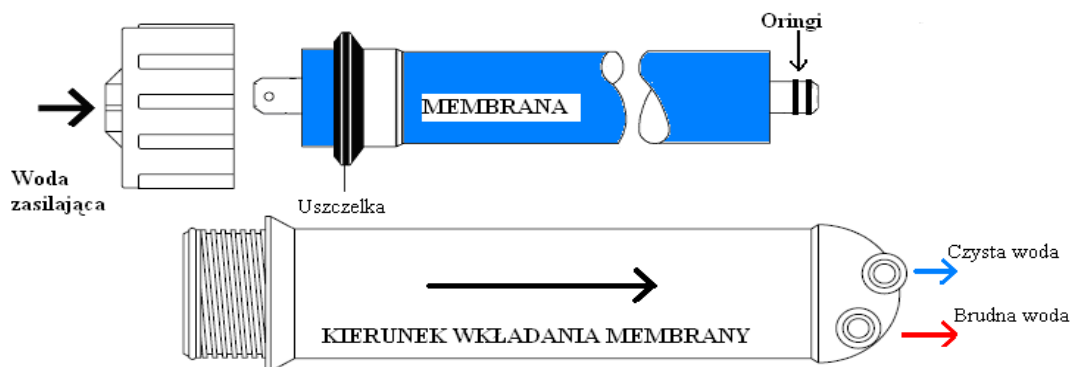 Oringi
MEMBRANA
Woda
zasilająca
Uszczelka
Czysta woda
Brudna woda
KIERUNEK WKŁADANIA MEMBRANY